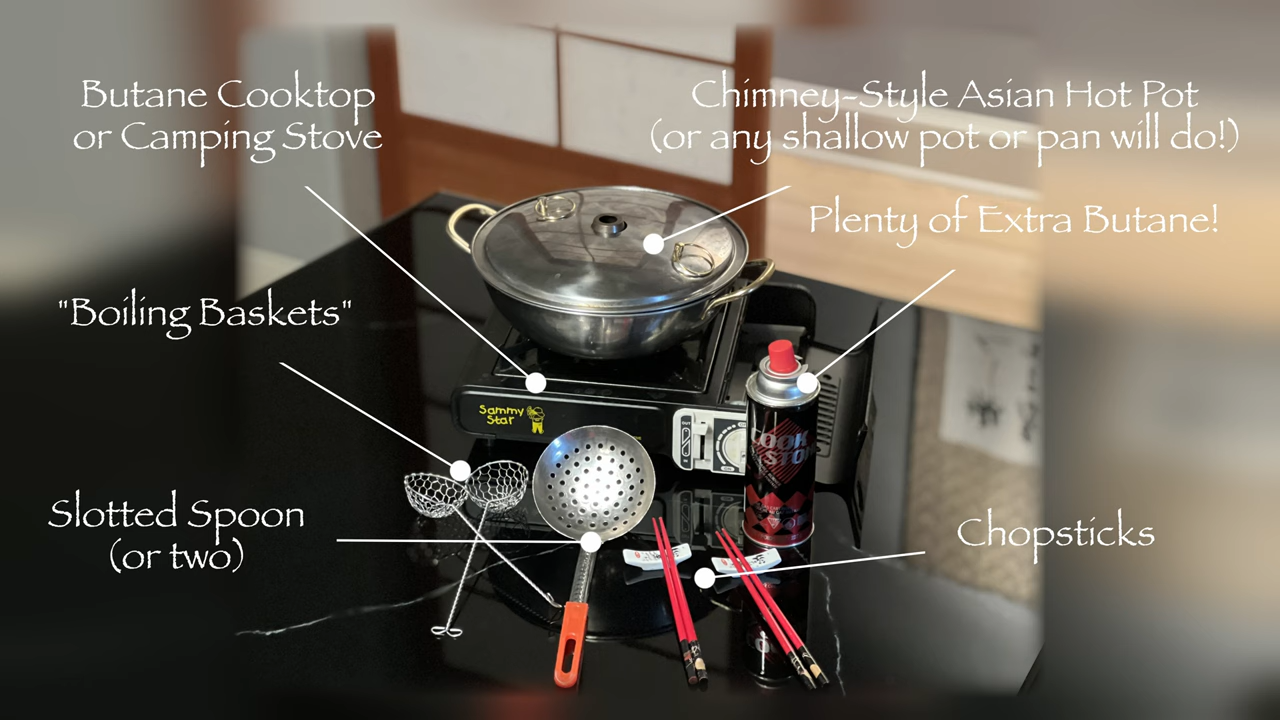 Butane Cooktop
or Camping Stove
Chimney-Style Asian Hot Pot
(or any shallow pot or pan will do!)
Plenty of Extra Butane!
"Boiling Baskets"
Sammy
Star
COOK
STO
Slotted Spoon
(or two)
Chopsticks